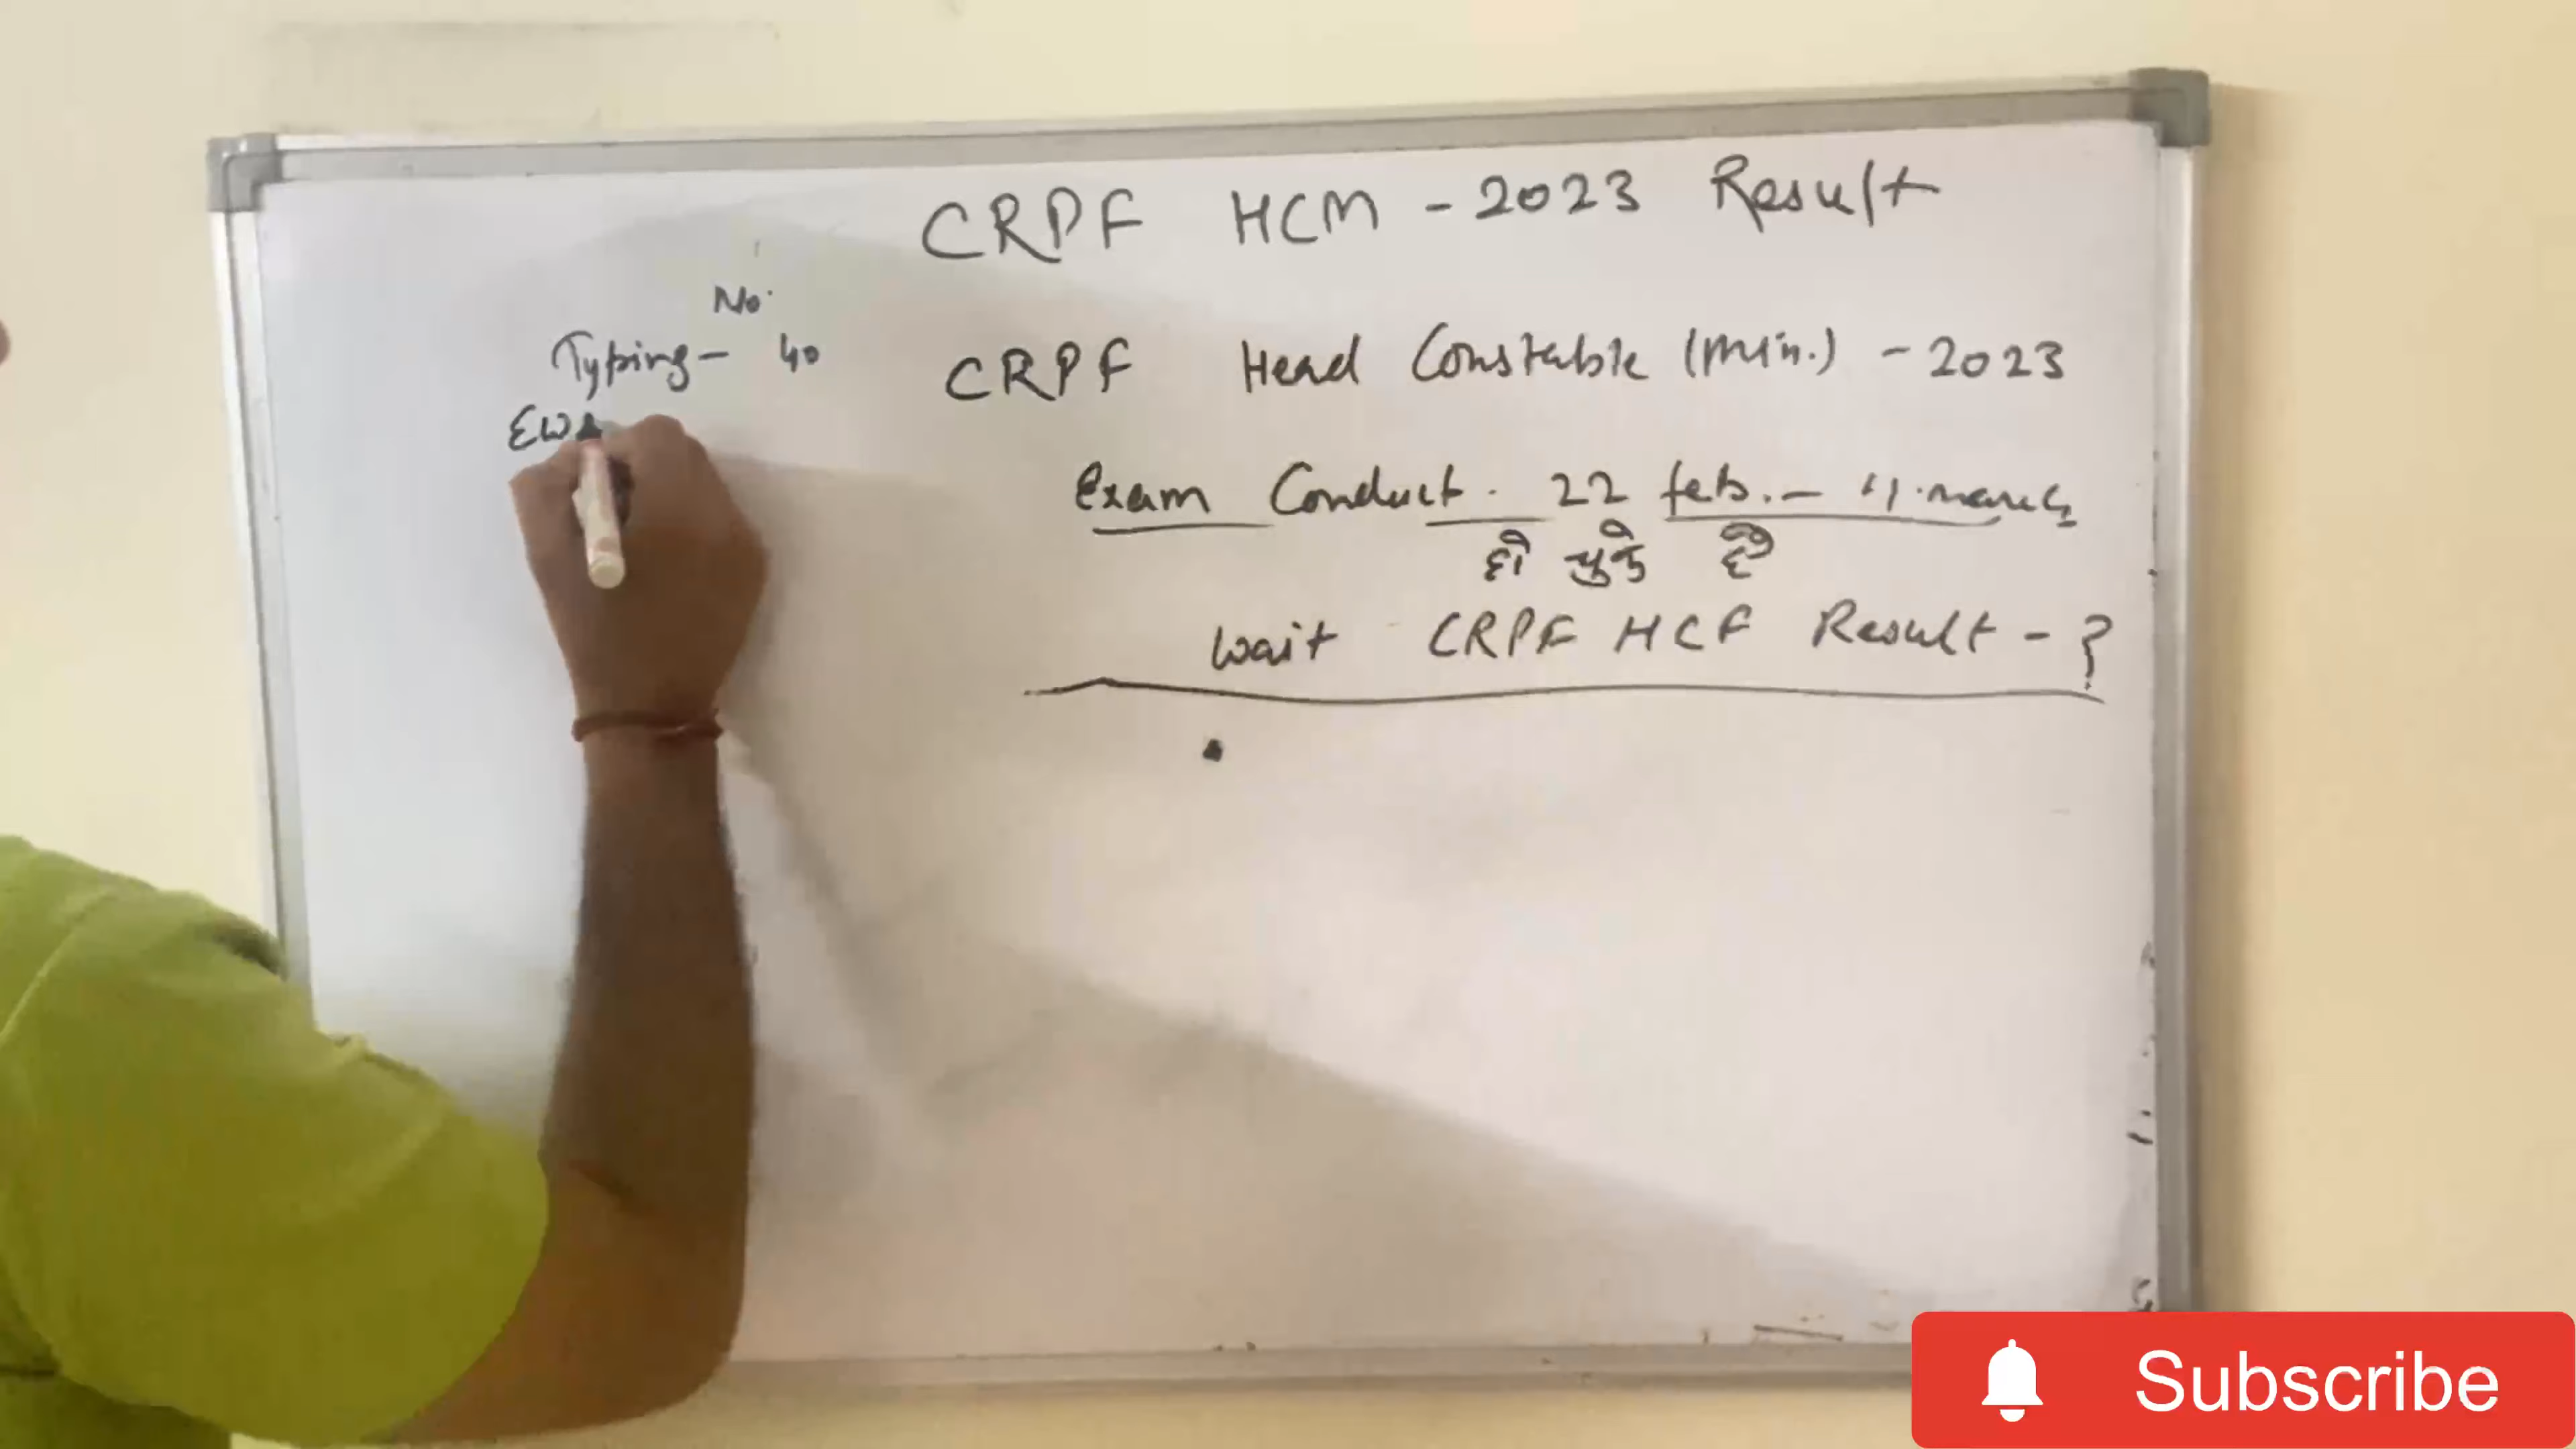 CRPF HCM - 2023 Result
No.
Typing - 40
CRPF Head Constable (Min.) - 2023
Exam Conduct. 22 feb. - 11 march
हो चुके है
wait CRPF HCF Result - ?
Subscribe